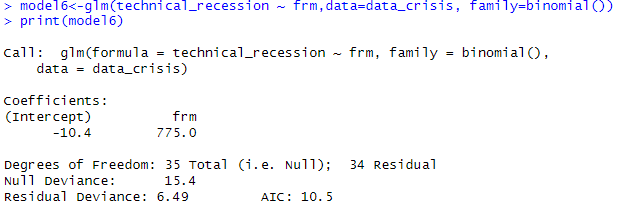 > model6<-glm(technical_recession ~ frm,data=data_crisis, family=binomial())
> print(model6)
Call:  glm(formula = technical_recession ~ frm, family = binomial(),
    data = data_crisis)
Coefficients:
(Intercept)          frm
      -10.4        775.0
Degrees of Freedom: 35 Total (i.e. Null);  34 Residual
Null Deviance:      15.4
Residual Deviance: 6.49        AIC: 10.5